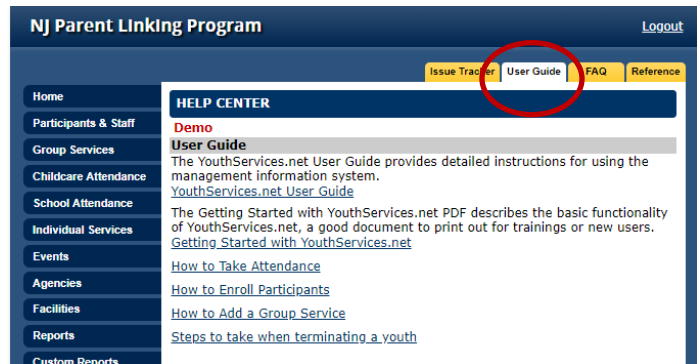 NJ Parent Linking Program
Logout
Issue Tracker
User Guide
FAQ
Reference
Home
Participants & Staff
Group Services
Childcare Attendance
School Attendance
Individual Services
Events
Agencies
Facilities
Reports
Custom Reports
HELP CENTER
Demo
User Guide
The YouthServices.net User Guide provides detailed instructions for using the
management information system.
YouthServices.net User Guide
The Getting Started with YouthServices.net PDF describes the basic functionality
of YouthServices.net, a good document to print out for trainings or new users.
Getting Started with YouthServices.net
How to Take Attendance
How to Enroll Participants
How to Add a Group Service
Steps to take when terminating a youth